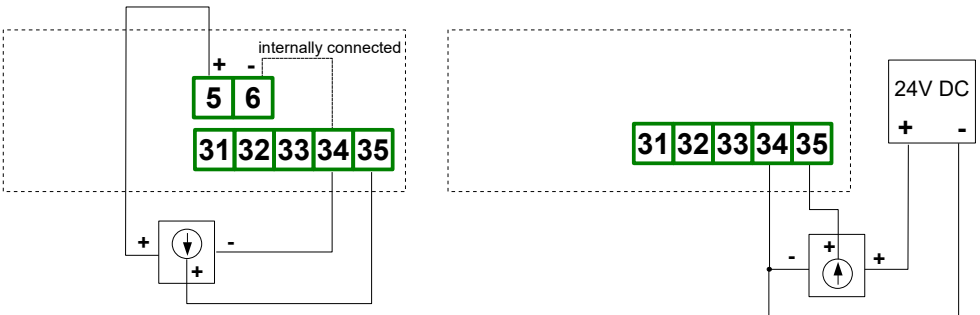 internally connected
+ -
5 6
31 32 33 34 35
+ -
+
24V DC
+ -
31 32 33 34 35
- + +